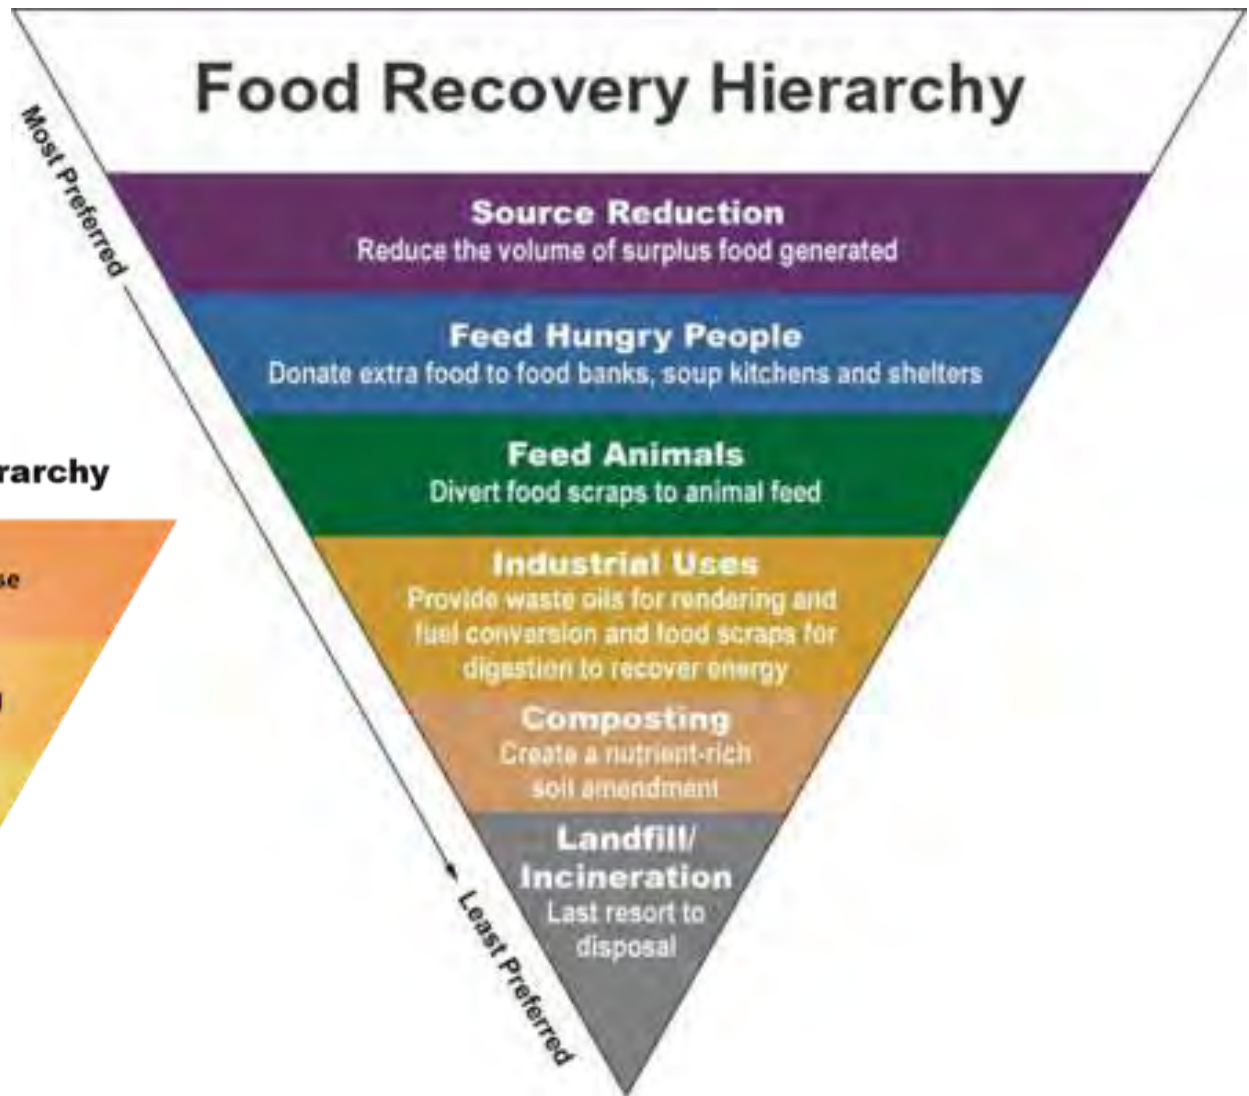 Food Recovery Hierarchy
Most Preferred
Source Reduction
Reduce the volume of surplus food generated
Feed Hungry People
Donate extra food to food banks, soup kitchens and shelters
Feed Animals
Divert food scraps to animal feed
Industrial Uses
Provide waste oils for rendering and
fuel conversion and food scraps for
digestion to recover energy
Composting
Create a nutrient-rich
soil amendment
Landfill/
Incineration
Last resort to
disposal
Least Preferred
rarchy
se